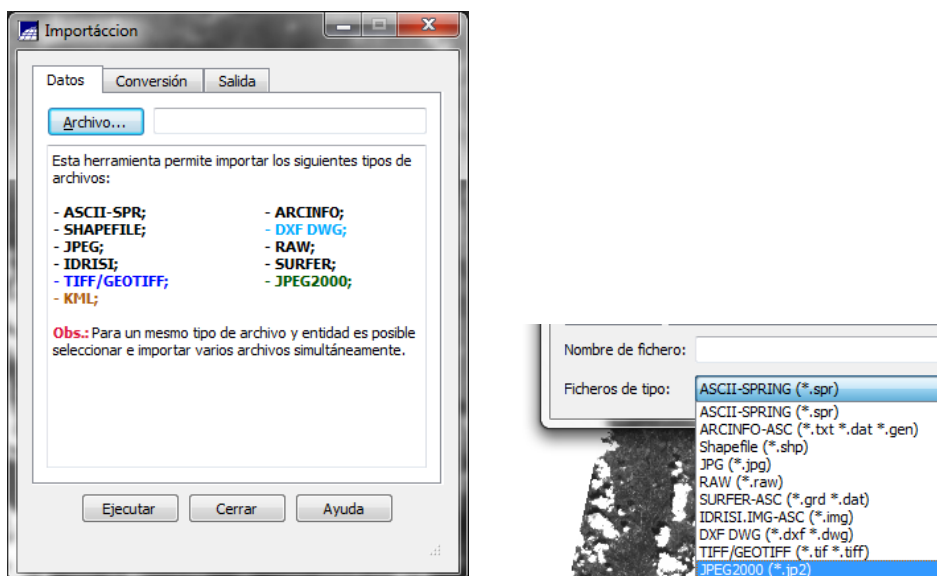 Importáccion
Datos Conversión Salida
Archivo...
Esta herramienta permite importar los siguientes tipos de
archivos:
- ASCII-SPR; - ARCINFO;
- SHAPEFILE; - DXF DWG;
- JPEG; - RAW;
- IDRISI; - SURFER;
- TIFF/GEOTIFF; - JPEG2000;
- KML;
Obs.: Para un mesmo tipo de archivo y entidad es posible
seleccionar e importar varios archivos simultáneamente.
Ejecutar Cerrar Ayuda
Nombre de fichero:
Ficheros de tipo: ASCII-SPRING (*.spr)
ASCII-SPRING (*.spr)
ARCINFO-ASC (*.txt *.dat *.gen)
Shapefile (*.shp)
JPG (*.jpg)
RAW (*.raw)
SURFER-ASC (*.grd *.dat)
IDRISI.IMG-ASC (*.img)
DXF DWG (*.dxf *.dwg)
TIFF/GEOTIFF (*.tif *.tiff)
JPEG2000 (*.jp2)